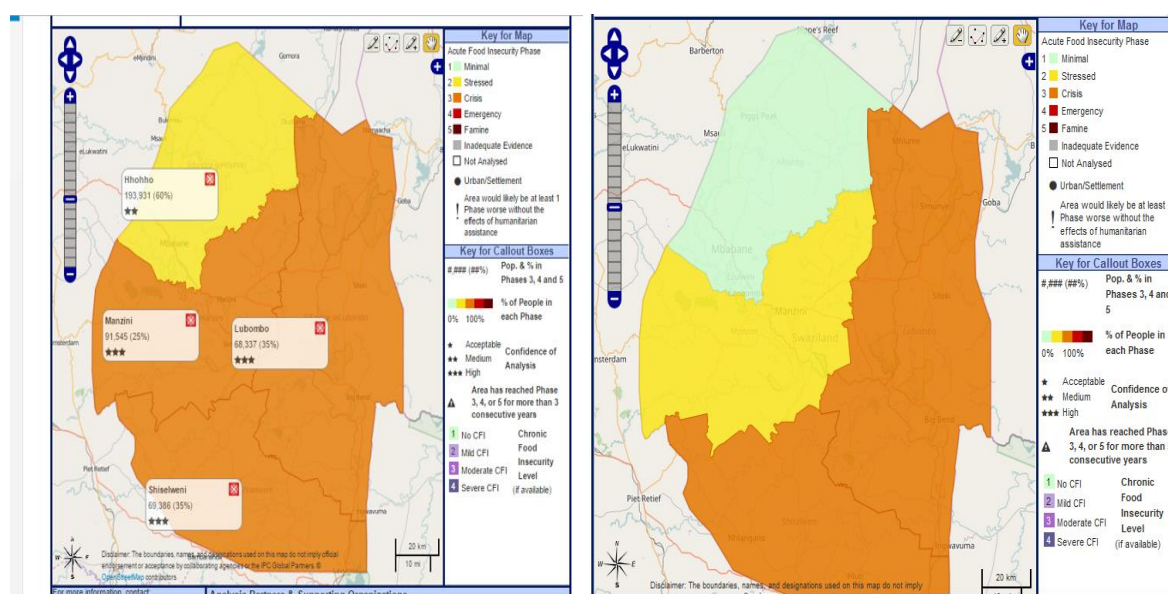 Key for Map
Acute Food Insecurity Phase
1 Minimal
2 Stressed
3 Crisis
4 Emergency
5 Famine
Inadequate Evidence
Not Analysed
Urban/Settlement
! Area would likely be at least 1
Phase worse without the
effects of humanitarian
assistance
Key for Callout Boxes
#,### (##%) Pop. & % in
Phases 3, 4 and 5
% of People in
each Phase
0% 100%
Acceptable
Medium
High
Confidence of
Analysis
Area has reached Phase
3, 4, or 5 for more than 3
consecutive years
1 No CFI
2 Mild CFI
3 Moderate CFI
4 Severe CFI
Chronic
Food
Insecurity
Level
(if available)
eMjindini
Gomora
eLukwatini
Goba
Hhohho
193,931 (60%)
Mbabane
Manzini
91,545 (25%)
Lubombo
68,337 (35%)
Piet Retief
Shiselweni
69,386 (35%)
20 km
10 mi
Disclaimer: The boundaries, names, and designations used on this map do not imply official
endorsement or acceptance by collaborating agencies or the IPC Global Partners. ©
OpenStreetMap contributors
For more information, contact
Analysis Partners & Supporting Organisations
Key for Map
Acute Food Insecurity Phase
1 Minimal
2 Stressed
3 Crisis
4 Emergency
5 Famine
Inadequate Evidence
Not Analysed
Urban/Settlement
! Area would likely be at least
Phase worse without the
effects of humanitarian
assistance
Key for Callout Boxes
#,### (##%) Pop. & % in
Phases 3, 4 and
5
% of People in
each Phase
0% 100%
Acceptable
Medium
High
Confidence of
Analysis
Area has reached Phase
3, 4, or 5 for more than 3
consecutive years
1 No CFI
2 Mild CFI
3 Moderate CFI
4 Severe CFI
Chronic
Food
Insecurity
Level
(if available)
Barberton
Piggs Peak
eLukwatini
Goba
Mbabane
Manzini
Swaziland
Big Bend
Piet Retief
20 km
Disclaimer: The boundaries, names, and designations used on this map do not imply